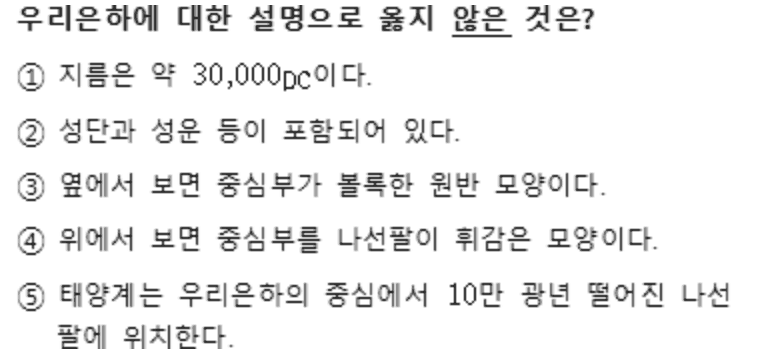 우리은하에 대한 설명으로 옳지 않은 것은?
① 지름은 약 30,000pc이다.
② 성단과 성운 등이 포함되어 있다.
③ 옆에서 보면 중심부가 볼록한 원반 모양이다.
④ 위에서 보면 중심부를 나선팔이 휘감은 모양이다.
⑤ 태양계는 우리은하의 중심에서 10만 광년 떨어진 나선
팔에 위치한다.